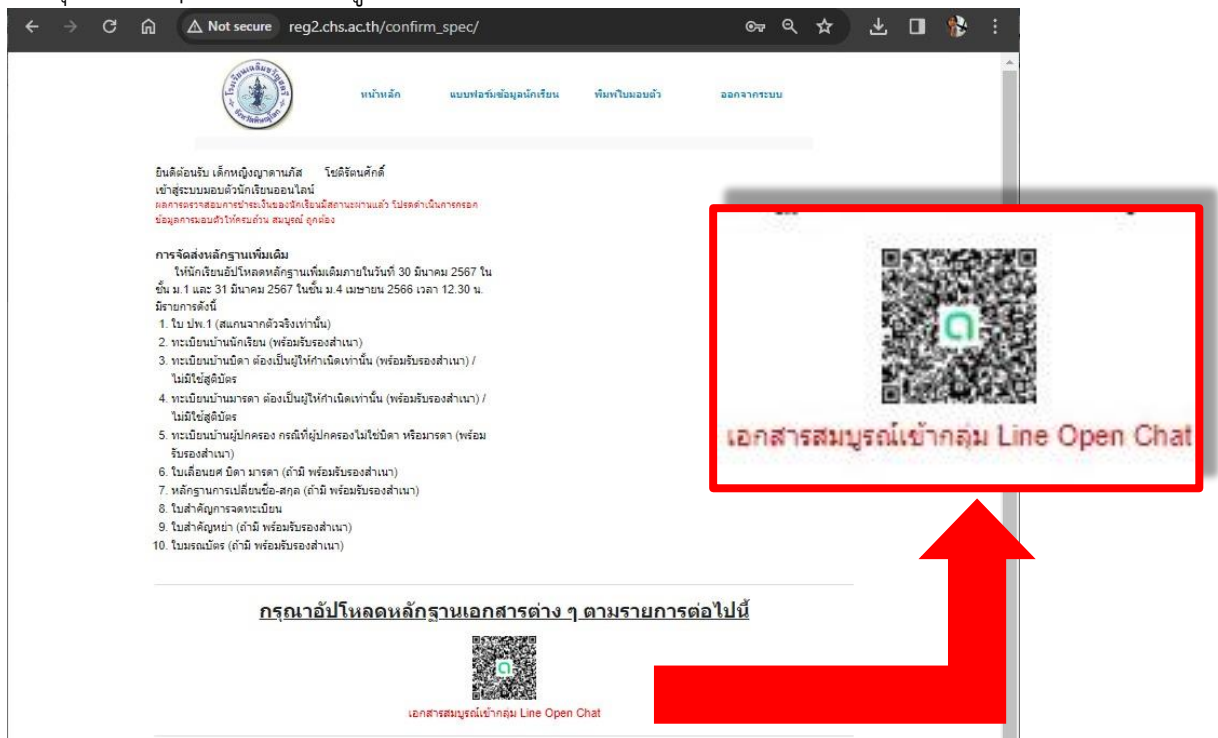 Not secure reg2.chs.ac.th/confirm_spec/
หน้าหลัก แบบฟอร์มข้อมูลนักเรียน พิมพ์ใบมอบตัว ออกจากระบบ
ยินดีต้อนรับ เด็กหญิงญาดานภัส โชติรัตนศักดิ์
เข้าสู่ระบบมอบตัวนักเรียนออนไลน์
ผลการตรวจสอบการชำระเงินของนักเรียนมีสถานะผ่านแล้ว โปรดดำเนินการกรอก
ข้อมูลการมอบตัวให้ครบถ้วน สมบูรณ์ ถูกต้อง
การจัดส่งหลักฐานเพิ่มเติม
ให้นักเรียนอัปโหลดหลักฐานเพิ่มเติมภายในวันที่ 30 มีนาคม 2567 ใน
ชั้น ม.1 และ 31 มีนาคม 2567 ในชั้น ม.4 เมษายน 2566 เวลา 12.30 น.
มีรายการดังนี้
1. ใบ ปพ.1 (สแกนจากตัวจริงเท่านั้น)
2. ทะเบียนบ้านนักเรียน (พร้อมรับรองสำเนา)
3. ทะเบียนบ้านบิดา ต้องเป็นผู้ให้กำเนิดเท่านั้น (พร้อมรับรองสำเนา) /
ไม่มีใช้สูติบัตร
4. ทะเบียนบ้านมารดา ต้องเป็นผู้ให้กำเนิดเท่านั้น (พร้อมรับรองสำเนา) /
ไม่มีใช้สูติบัตร
5. ทะเบียนบ้านผู้ปกครอง กรณีที่ผู้ปกครองไม่ใช่บิดา หรือมารดา (พร้อม
รับรองสำเนา)
6. ใบเลื่อนยศ บิดา มารดา (ถ้ามี พร้อมรับรองสำเนา)
7. หลักฐานการเปลี่ยนชื่อ-สกุล (ถ้ามี พร้อมรับรองสำเนา)
8. ใบสำคัญการจดทะเบียน
9. ใบสำคัญหย่า (ถ้ามี พร้อมรับรองสำเนา)
10. ใบมรณบัตร (ถ้ามี พร้อมรับรองสำเนา)
เอกสารสมบูรณ์เข้ากลุ่ม Line Open Chat
กรุณาอัปโหลดหลักฐานเอกสารต่าง ๆ ตามรายการต่อไปนี้
เอกสารสมบูรณ์เข้ากลุ่ม Line Open Chat